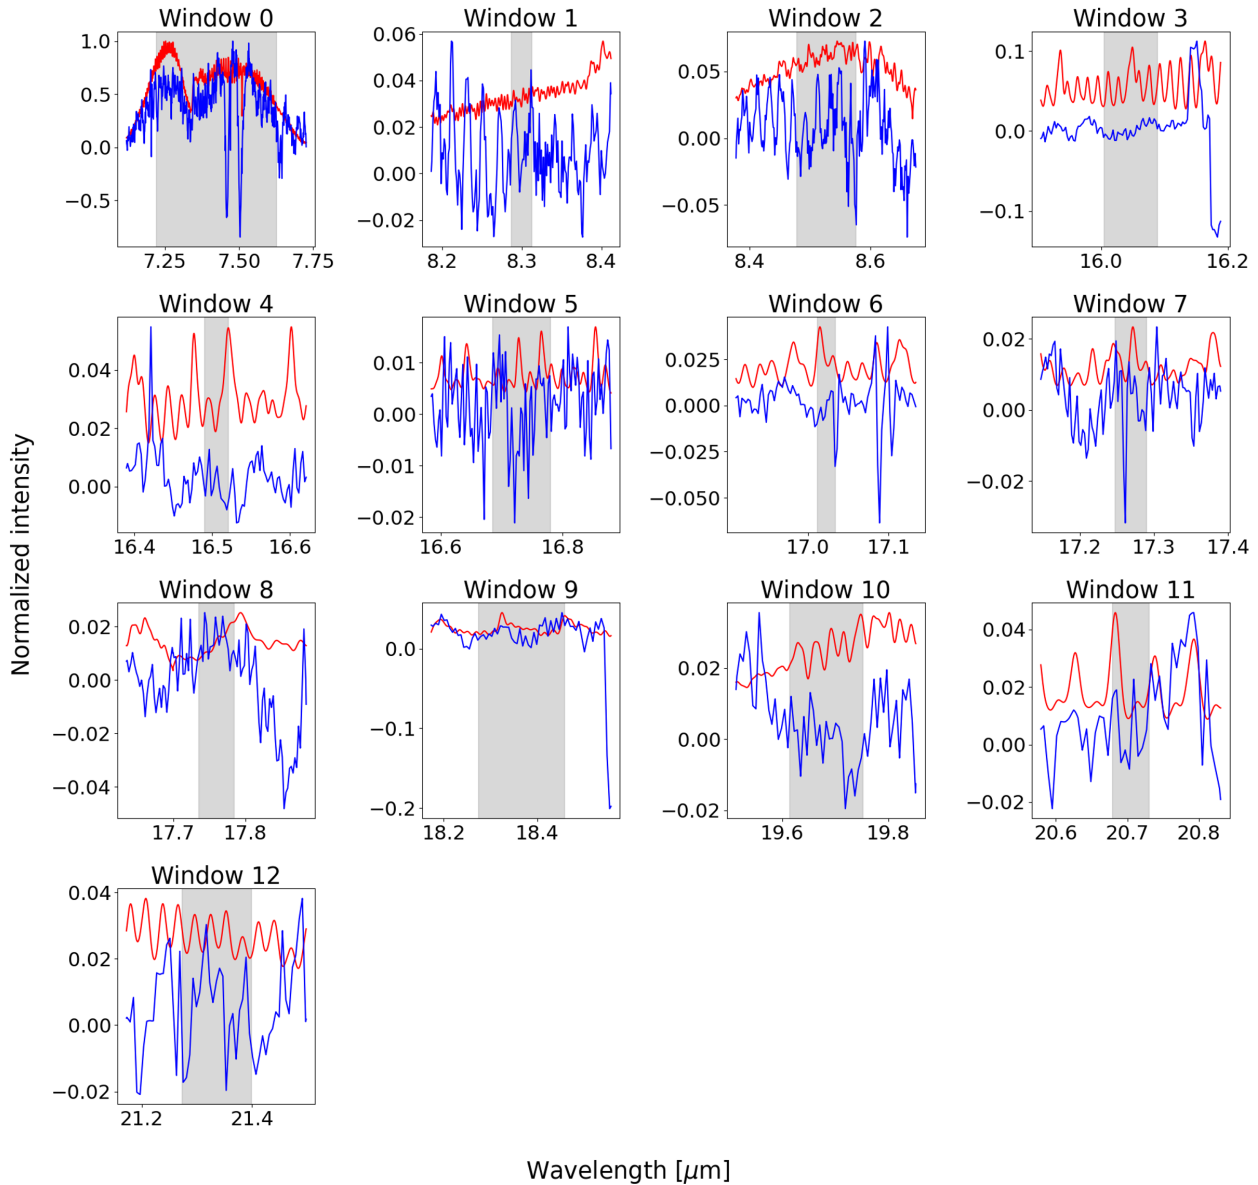 Window 0 Window 1 Window 2 Window 3
1.0 0.5 0.0 −0.5
7.25 7.50 7.75
0.06 0.04 0.02 0.00 −0.02
8.2 8.3 8.4
0.05 0.00 −0.05
8.4 8.6
0.1 0.0 −0.1
16.0 16.2
Window 4 Window 5 Window 6 Window 7
0.04 0.02 0.00
16.4 16.5 16.6
0.01 0.00 −0.01 −0.02
16.6 16.8
0.025 0.000 −0.025 −0.050
17.0 17.1
0.02 0.00 −0.02
17.2 17.3 17.4
Normalized intensity
Window 8 Window 9 Window 10 Window 11
0.02 0.00 −0.02 −0.04
17.7 17.8
0.0 −0.1 −0.2
18.2 18.4
0.02 0.00 −0.02
19.6 19.8
0.04 0.02 0.00 −0.02
20.6 20.7 20.8
Window 12
0.04 0.02 0.00 −0.02
21.2 21.4
Wavelength [μm]